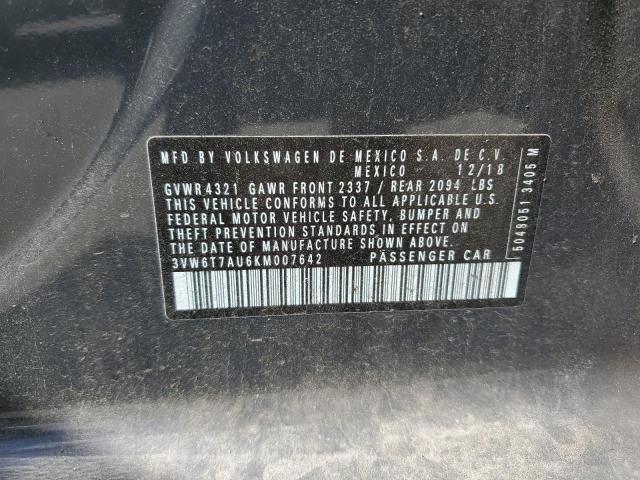 MFD BY VOLKSWAGEN DE MEXICO S.A. DE C.V.
MEXICO 12/18
GVWR 4321 GAWR FRONT 2337 / REAR 2094 LBS
THIS VEHICLE CONFORMS TO ALL APPLICABLE U.S.
FEDERAL MOTOR VEHICLE SAFETY, BUMPER AND
THEFT PREVENTION STANDARDS IN EFFECT ON
THE DATE OF MANUFACTURE SHOWN ABOVE.
3VW6T7AU6KM007642 PASSENGER CAR
5048051 3405 M